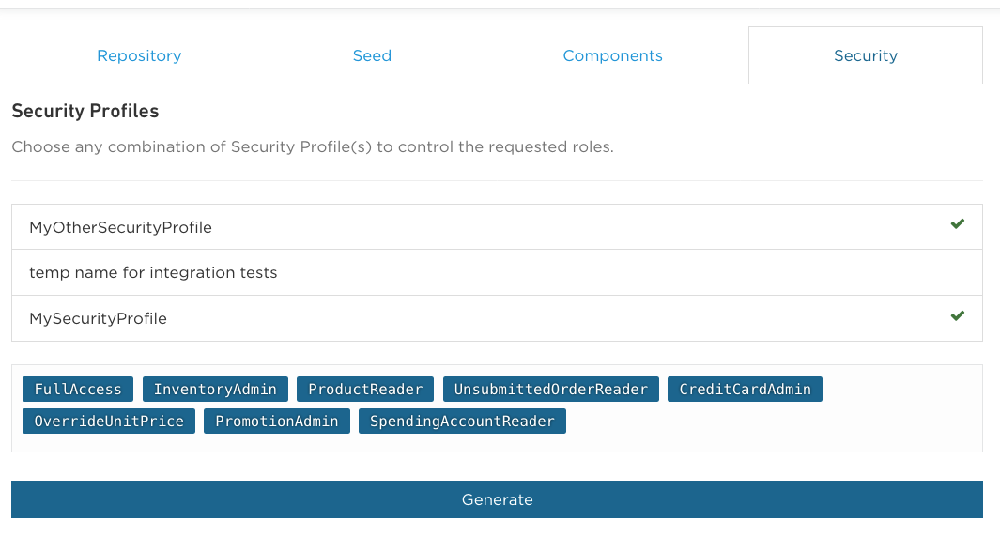 Repository Seed Components Security
Security Profiles
Choose any combination of Security Profile(s) to control the requested roles.
MyOtherSecurityProfile
temp name for integration tests
MySecurityProfile
FullAccess InventoryAdmin ProductReader UnsubmittedOrderReader CreditCardAdmin
OverrideUnitPrice PromotionAdmin SpendingAccountReader
Generate